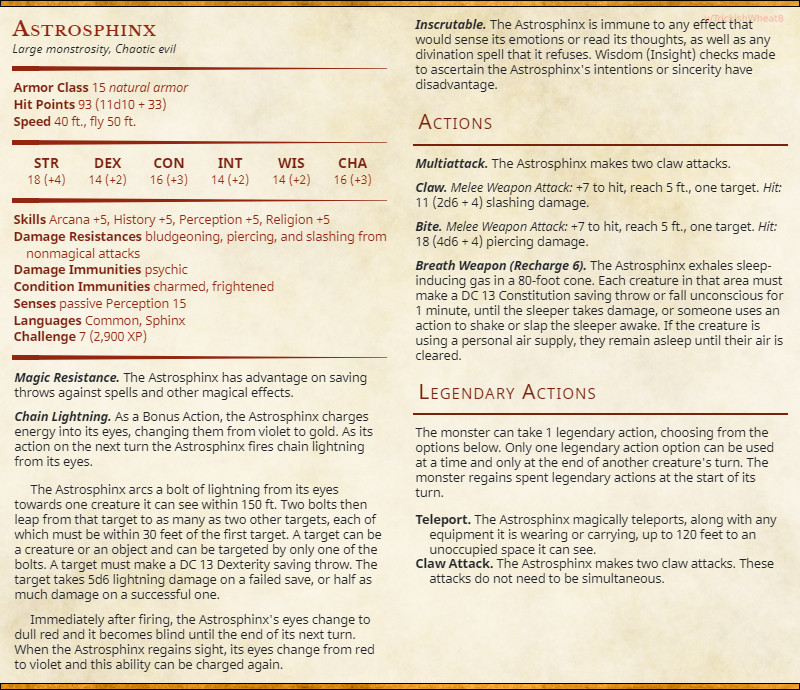 Astrosphinx
Large monstrosity, Chaotic evil
Armor Class 15 natural armor
Hit Points 93 (11d10 + 33)
Speed 40 ft., fly 50 ft.
STR DEX CON INT WIS CHA
18 (+4) 14 (+2) 16 (+3) 14 (+2) 14 (+2) 16 (+3)
Skills Arcana +5, History +5, Perception +5, Religion +5
Damage Resistances bludgeoning, piercing, and slashing from
nonmagical attacks
Damage Immunities psychic
Condition Immunities charmed, frightened
Senses passive Perception 15
Languages Common, Sphinx
Challenge 7 (2,900 XP)
Magic Resistance. The Astrosphinx has advantage on saving
throws against spells and other magical effects.
Chain Lightning. As a Bonus Action, the Astrosphinx charges
energy into its eyes, changing them from violet to gold. As its
action on the next turn the Astrosphinx fires chain lightning
from its eyes.
The Astrosphinx arcs a bolt of lightning from its eyes
towards one creature it can see within 150 ft. Two bolts then
leap from that target to as many as two other targets, each of
which must be within 30 feet of the first target. A target can be
a creature or an object and can be targeted by only one of the
bolts. A target must make a DC 13 Dexterity saving throw. The
target takes 5d6 lightning damage on a failed save, or half as
much damage on a successful one.
Immediately after firing, the Astrosphinx's eyes change to
dull red and it becomes blind until the end of its next turn.
When the Astrosphinx regains sight, its eyes change from red
to violet and this ability can be charged again.
Inscrutable. The Astrosphinx is immune to any effect that
would sense its emotions or read its thoughts, as well as any
divination spell that it refuses. Wisdom (Insight) checks made
to ascertain the Astrosphinx's intentions or sincerity have
disadvantage.
Actions
Multiattack. The Astrosphinx makes two claw attacks.
Claw. Melee Weapon Attack: +7 to hit, reach 5 ft., one target. Hit:
11 (2d6 + 4) slashing damage.
Bite. Melee Weapon Attack: +7 to hit, reach 5 ft., one target. Hit:
18 (4d6 + 4) piercing damage.
Breath Weapon (Recharge 6). The Astrosphinx exhales sleep-
inducing gas in a 80-foot cone. Each creature in that area must
make a DC 13 Constitution saving throw or fall unconscious for
1 minute, until the sleeper takes damage, or someone uses an
action to shake or slap the sleeper awake. If the creature is
using a personal air supply, they remain asleep until their air is
cleared.
Legendary Actions
The monster can take 1 legendary action, choosing from the
options below. Only one legendary action option can be used
at a time and only at the end of another creature's turn. The
monster regains spent legendary actions at the start of its
turn.
Teleport. The Astrosphinx magically teleports, along with any
equipment it is wearing or carrying, up to 120 feet to an
unoccupied space it can see.
Claw Attack. The Astrosphinx makes two claw attacks. These
attacks do not need to be simultaneous.